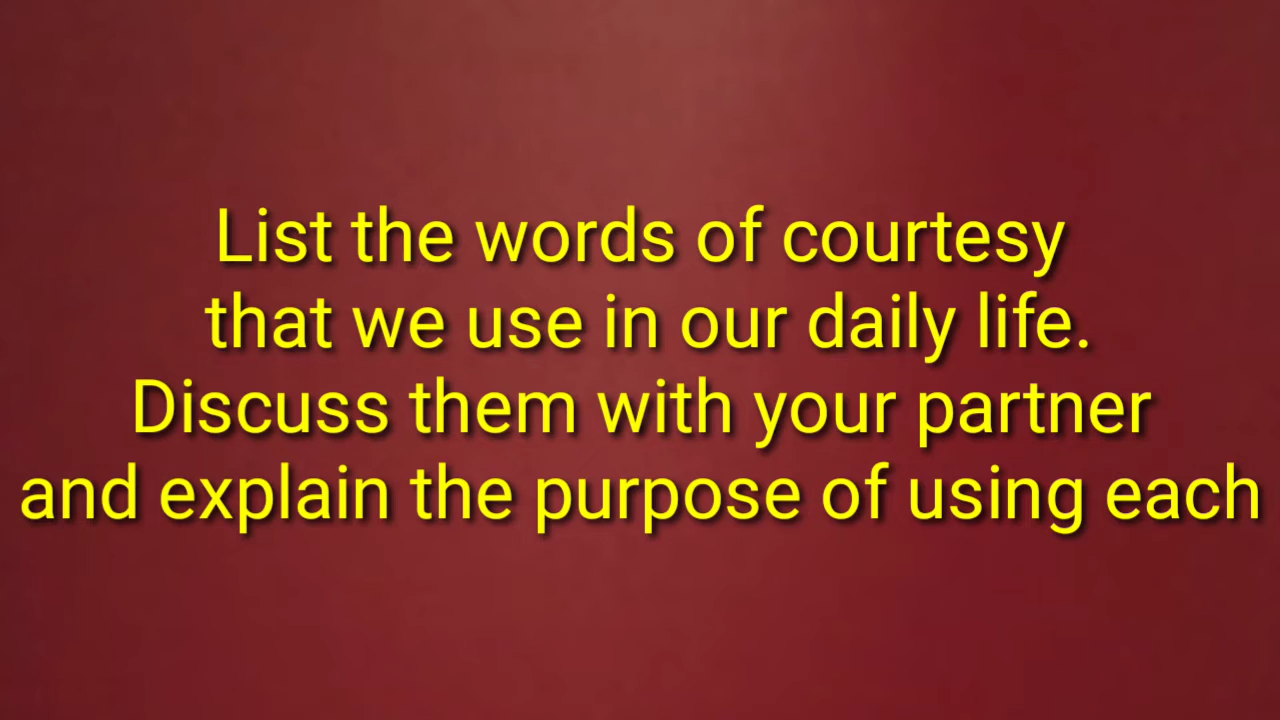 List the words of courtesy
that we use in our daily life.
Discuss them with your partner
and explain the purpose of using each